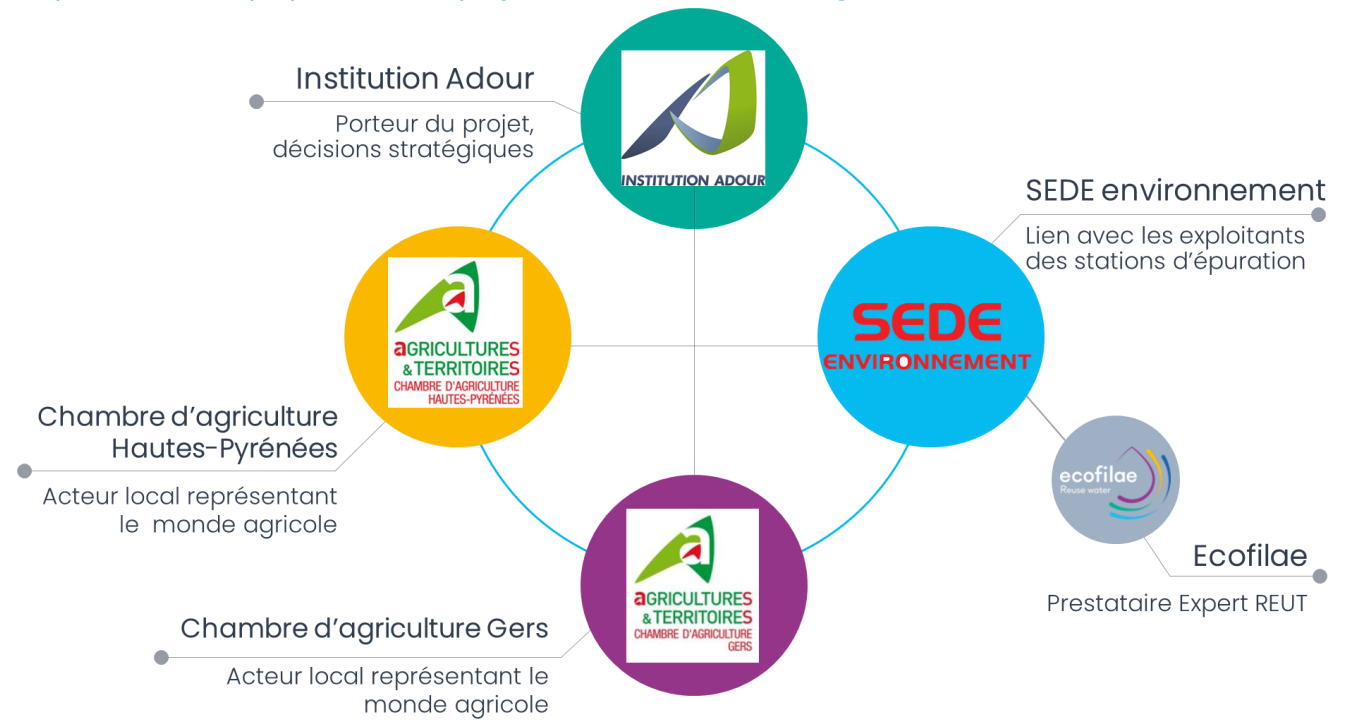 Institution Adour
Porteur du projet,
décisions stratégiques
INSTITUTION ADOUR
SEDE environnement
Lien avec les exploitants
des stations d'épuration
SEDE
ENVIRONNEMENT
aGRICULTURES
& TERRITOIRES
CHAMBRE D'AGRICULTURE
HAUTES-PYRÉNÉES
Chambre d'agriculture
Hautes-Pyrénées
Acteur local représentant
le monde agricole
ecofilae
Reuse water
Ecofilae
Prestataire Expert REUT
aGRICULTURES
& TERRITOIRES
CHAMBRE D'AGRICULTURE
GERS
Chambre d'agriculture Gers
Acteur local représentant le
monde agricole